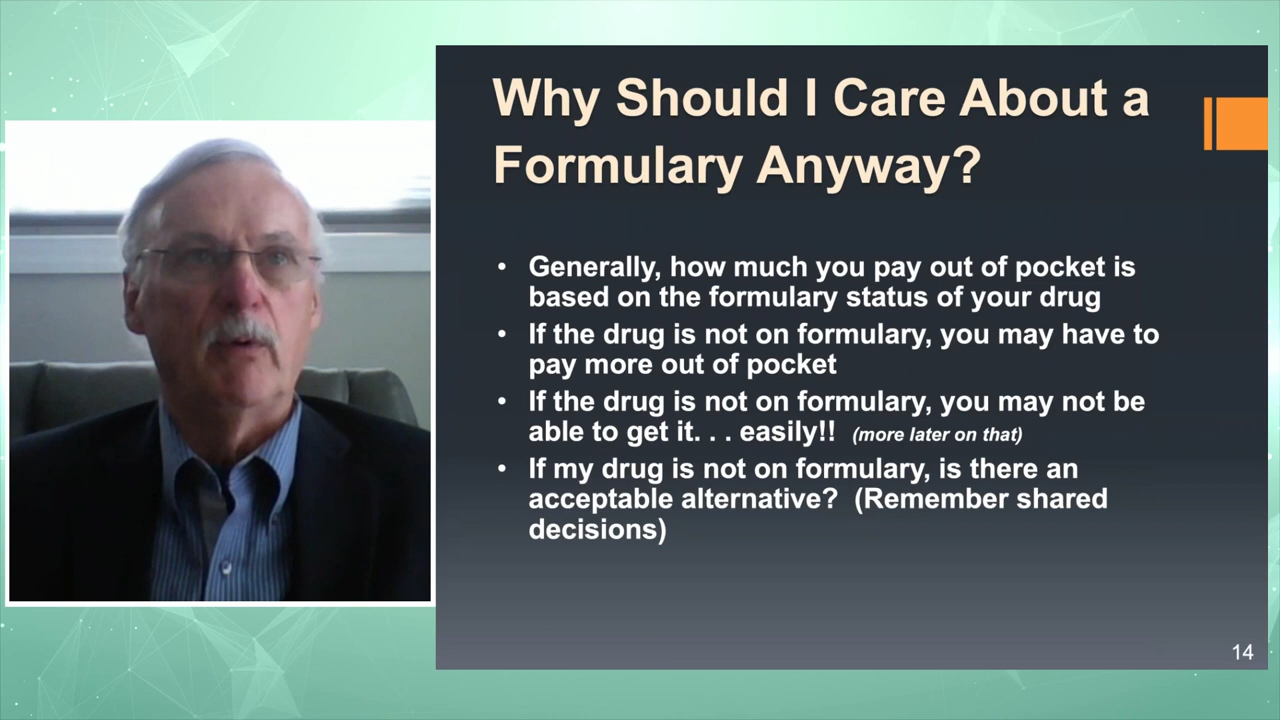 Why Should I Care About a
Formulary Anyway?
• Generally, how much you pay out of pocket is
based on the formulary status of your drug
• If the drug is not on formulary, you may have to
pay more out of pocket
• If the drug is not on formulary, you may not be
able to get it. . . easily!! (more later on that)
• If my drug is not on formulary, is there an
acceptable alternative? (Remember shared
decisions)
14